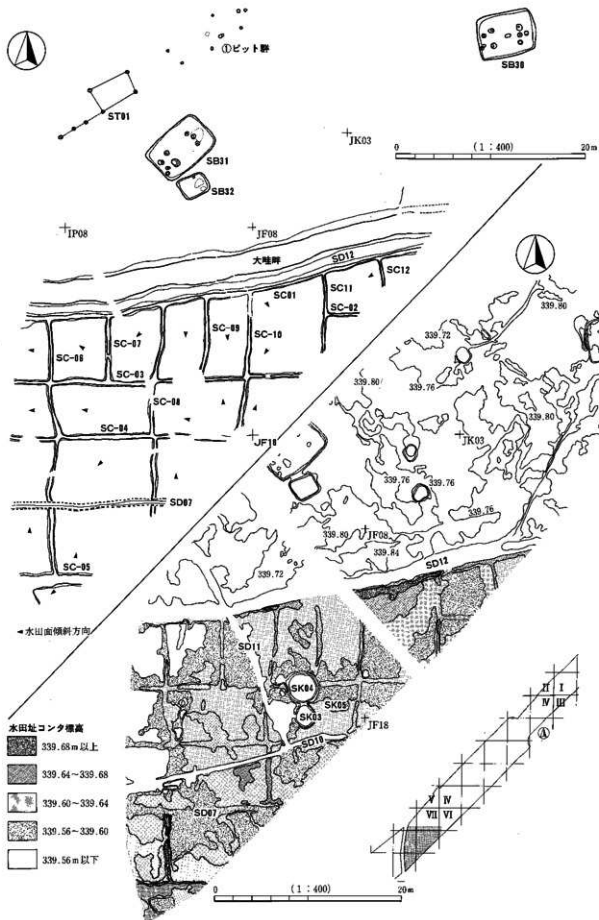 ①ピット群
SB30
ST01
SB31
SB32
JK03
0 (1:400) 20m
IP08
JF08
大畦畔
SD12
SC12
SC11
SC01
SC-02
SC-09
SC-10
SC-07
SC-06
SC-03
SC-08
SC-04
JF18
SD07
SC-05
◄水田面傾斜方向
339.80
339.72
339.76
339.80
339.80
JK03
339.76
339.76
339.76
339.80
JF08
339.84
SD12
339.72
SD11
SK04
SK05
SK03
JF18
SD10
SD07
水田址コンタ標高
339.68m以上
339.64~339.68
339.60~339.64
339.56~339.60
339.56m以下
0 (1:400) 20m
II I
IV III
Ⓐ
V IV
VII VI